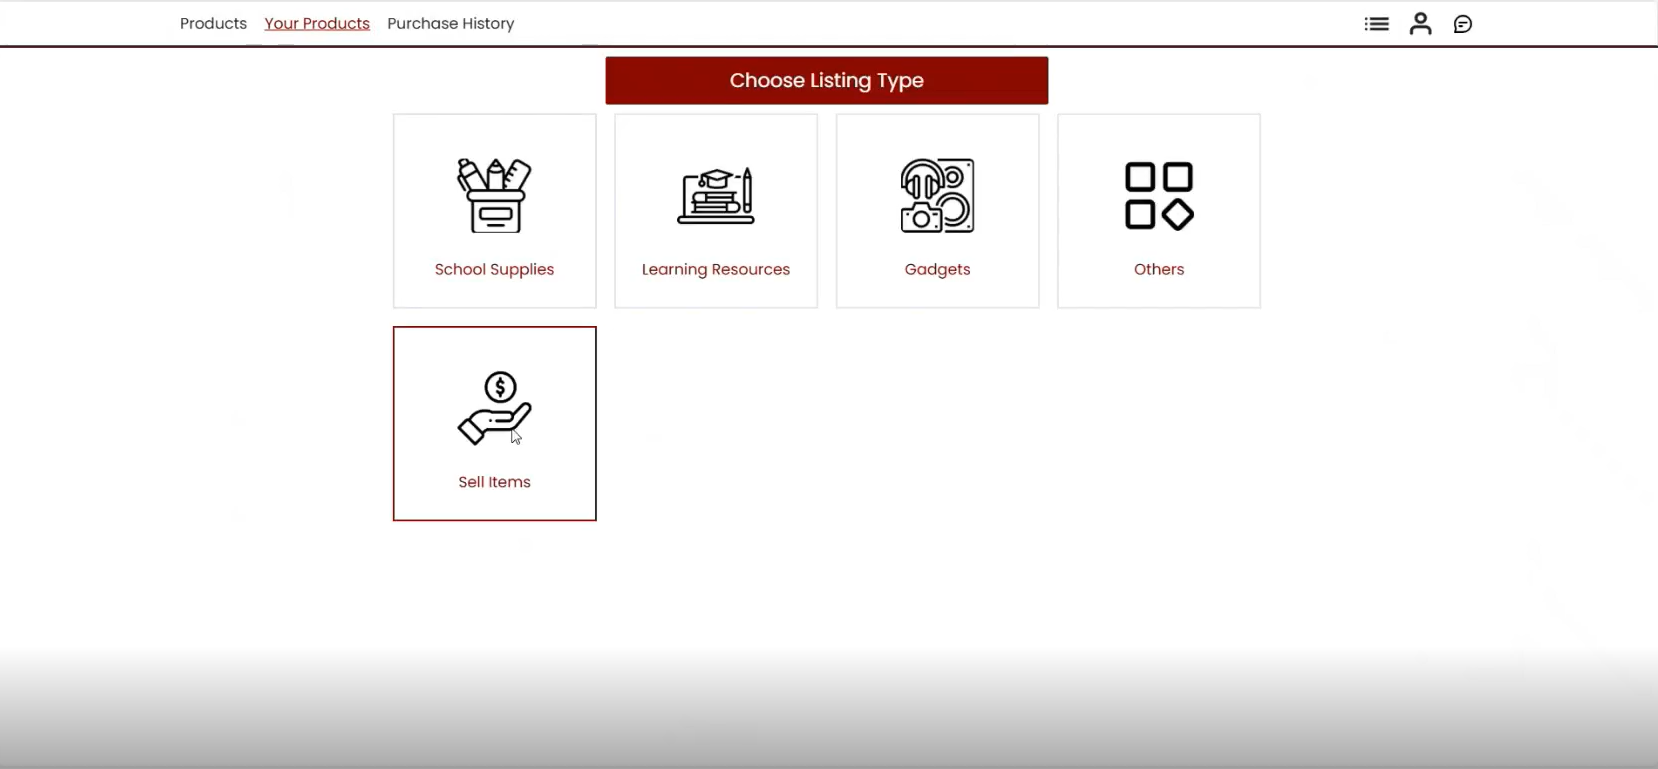 Products Your Products Purchase History
Choose Listing Type
School Supplies
Learning Resources
Gadgets
Others
$
Sell Items